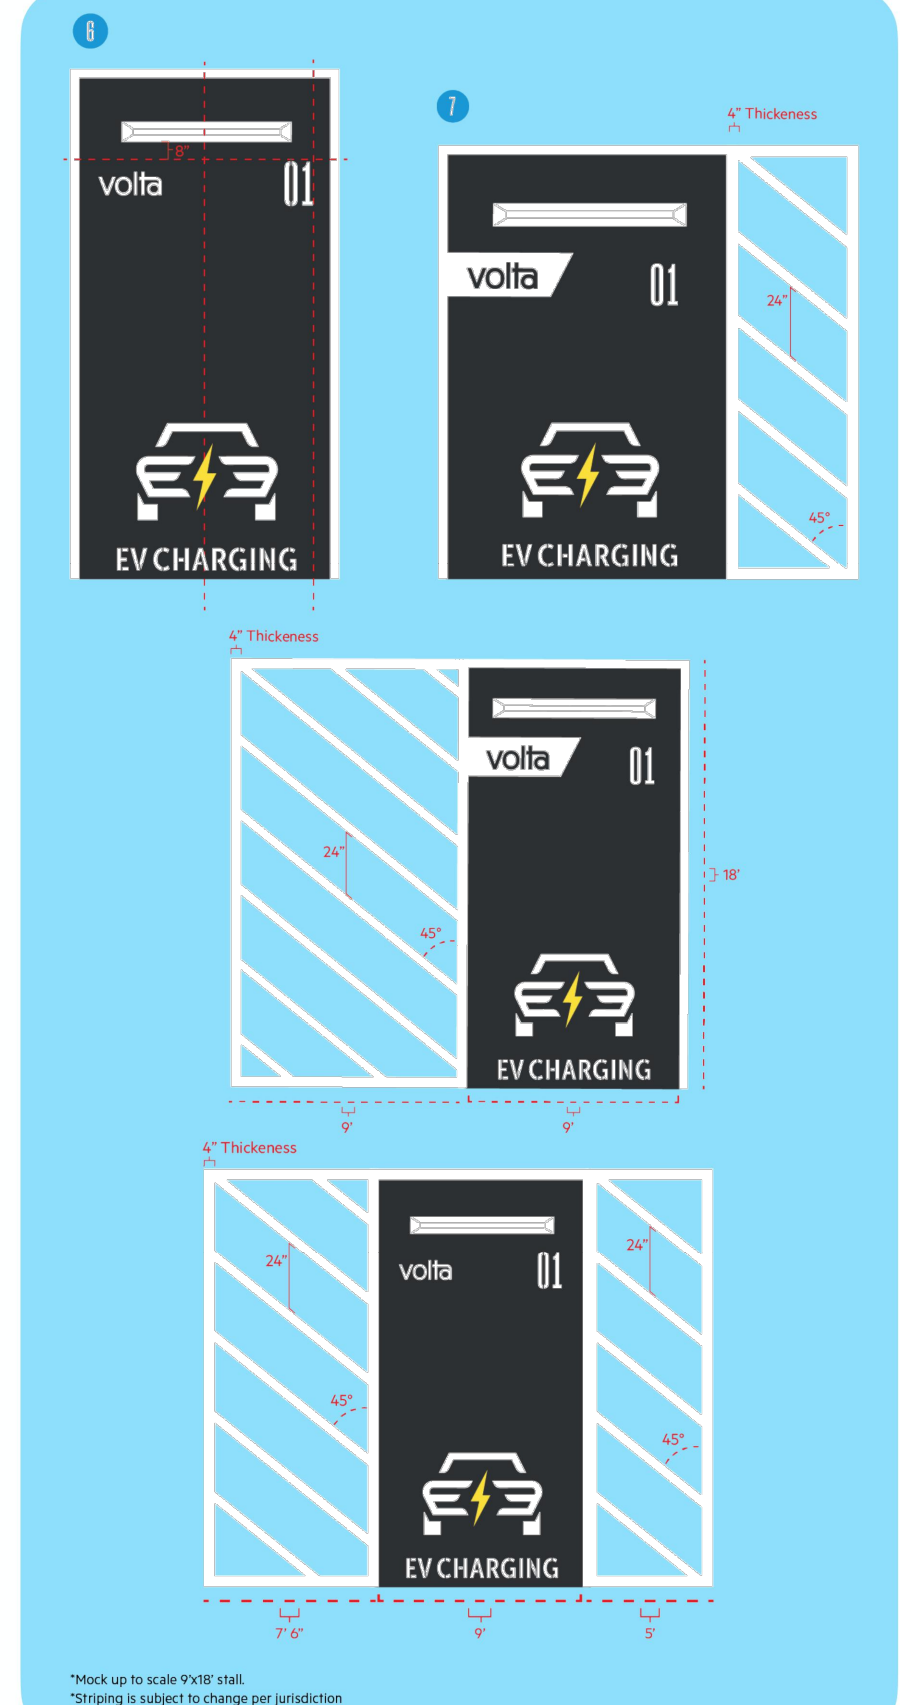 6
8”
volta
01
EV CHARGING
7
4” Thickeness
volta
01
24”
45°
EV CHARGING
4” Thickeness
volta
01
24”
18’
45°
EV CHARGING
9’
9’
4” Thickeness
24”
24”
volta
01
45°
45°
EV CHARGING
7’ 6”
9’
5’
*Mock up to scale 9’x18’ stall.
*Striping is subject to change per jurisdiction